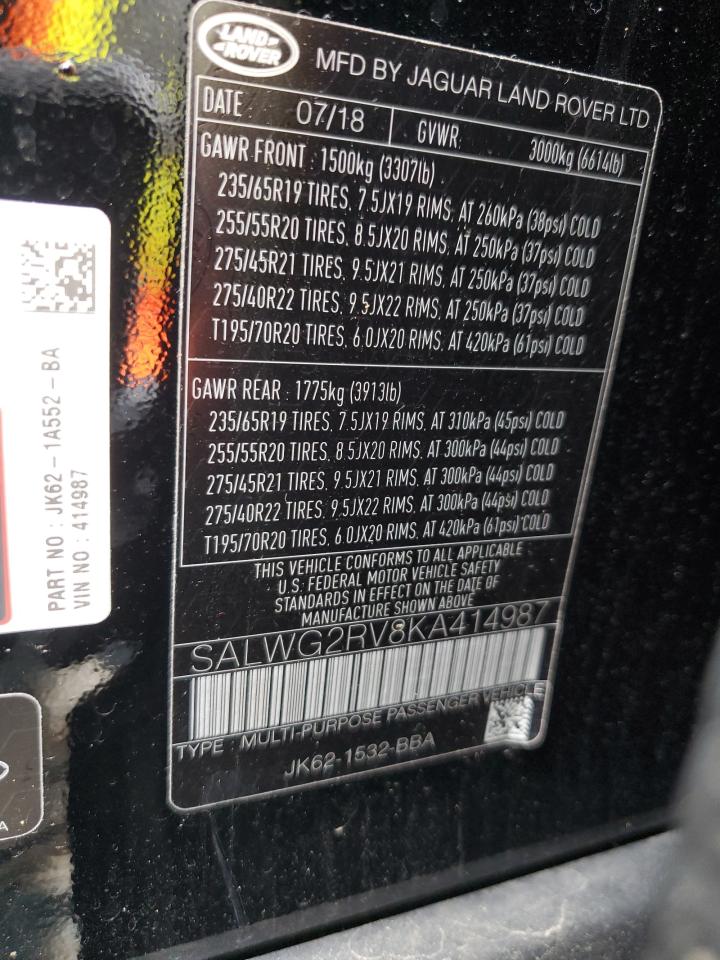 LAND
ROVER
MFD BY JAGUAR LAND ROVER LTD
DATE : 07/18 GVWR: 3000kg (6614lb)
GAWR FRONT : 1500kg (3307lb)
235/65R19 TIRES, 7.5JX19 RIMS, AT 260kPa (38psi) COLD
255/55R20 TIRES, 8.5JX20 RIMS, AT 250kPa (37psi) COLD
275/45R21 TIRES, 9.5JX21 RIMS, AT 250kPa (37psi) COLD
275/40R22 TIRES, 9.5JX22 RIMS, AT 250kPa (37psi) COLD
T195/70R20 TIRES, 6.0JX20 RIMS, AT 420kPa (61psi) COLD
GAWR REAR : 1775kg (3913lb)
235/65R19 TIRES, 7.5JX19 RIMS, AT 310kPa (45psi) COLD
255/55R20 TIRES, 8.5JX20 RIMS, AT 300kPa (44psi) COLD
275/45R21 TIRES, 9.5JX21 RIMS, AT 300kPa (44psi) COLD
275/40R22 TIRES, 9.5JX22 RIMS, AT 300kPa (44psi) COLD
T195/70R20 TIRES, 6.0JX20 RIMS, AT 420kPa (61psi) COLD
THIS VEHICLE CONFORMS TO ALL APPLICABLE
U.S. FEDERAL MOTOR VEHICLE SAFETY
STANDARDS IN EFFECT ON THE DATE OF
MANUFACTURE SHOWN ABOVE
SALWG2RV8KA414987
TYPE : MULTI-PURPOSE PASSENGER VEHICLE
JK62-1532-BBA
PART NO : JK62-1A552-BA
VIN NO : 414987